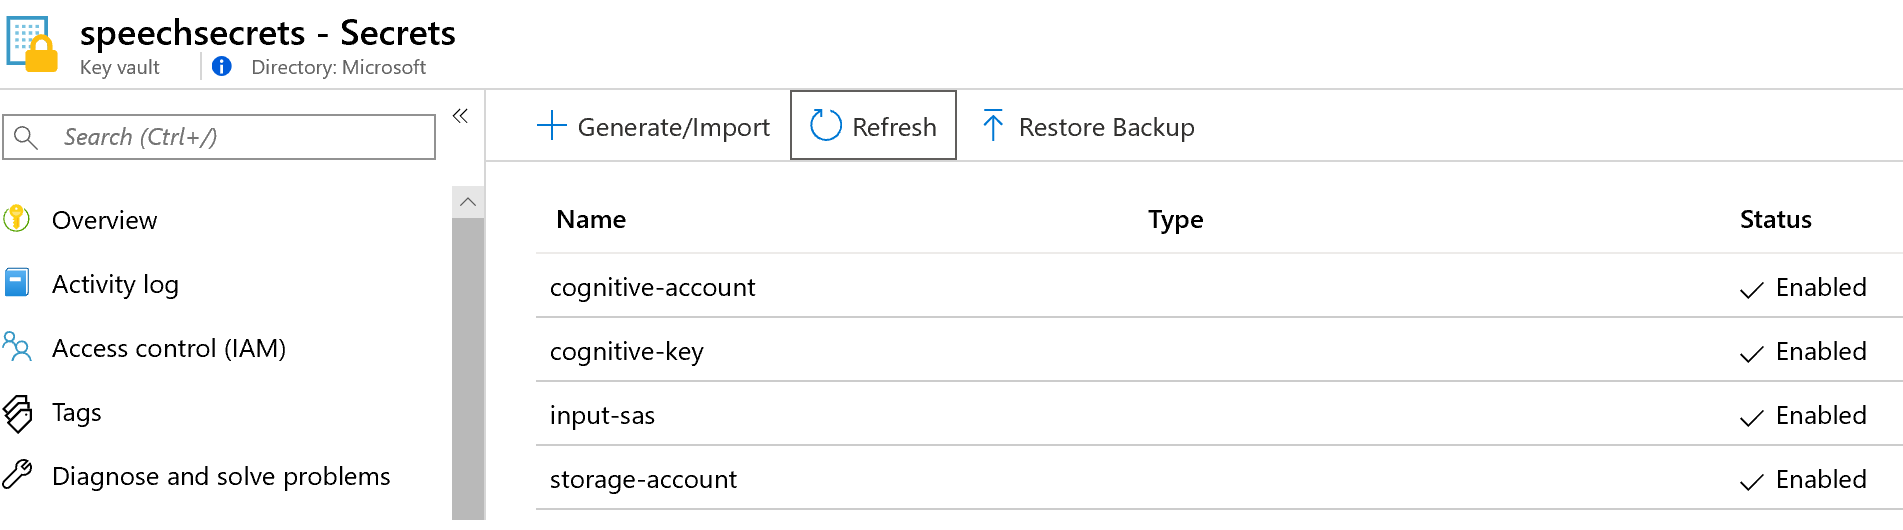 speechsecrets - Secrets
Key vault
Directory: Microsoft
Search (Ctrl+/)
Overview
Activity log
Access control (IAM)
Tags
Diagnose and solve problems
Generate/Import
Refresh
Restore Backup
Name Type Status
cognitive-account Enabled
cognitive-key Enabled
input-sas Enabled
storage-account Enabled